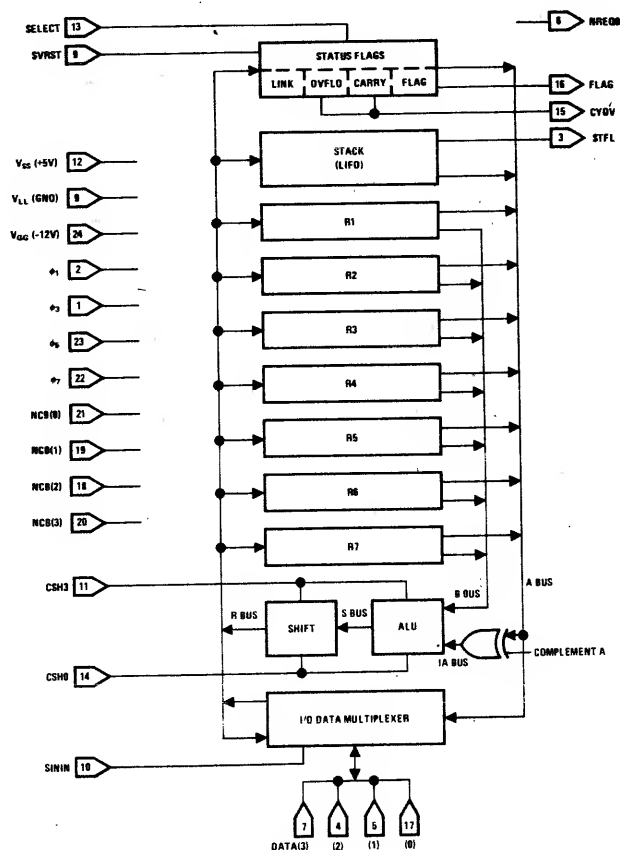 SELECT 13
6 NREQ0
SVRST 9
STATUS FLAGS
LINK OVFLO CARRY FLAG
16 FLAG
15 CYOV
3 STFL
STACK
(LIFO)
VSS (+5V) 12
VLL (GND) 9
VGG (-12V) 24
ϕ1 2
ϕ3 1
ϕ5 23
ϕ7 22
NCB(0) 21
NCB(1) 19
NCB(2) 18
NCB(3) 20
R1
R2
R3
R4
R5
R6
R7
CSH3 11
R BUS
SHIFT
S BUS
ALU
B BUS
A BUS
IA BUS
COMPLEMENT A
CSH0 14
I/O DATA MULTIPLEXER
SININ 10
7 4 5 17
DATA(3) (2) (1) (0)